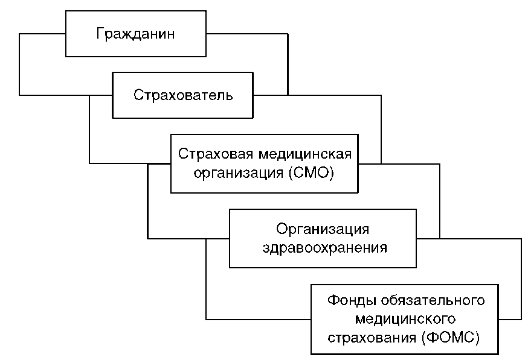 Гражданин
Страхователь
Страховая медицинская
организация (СМО)
Организация
здравоохранения
Фонды обязательного
медицинского
страхования (ФОМС)